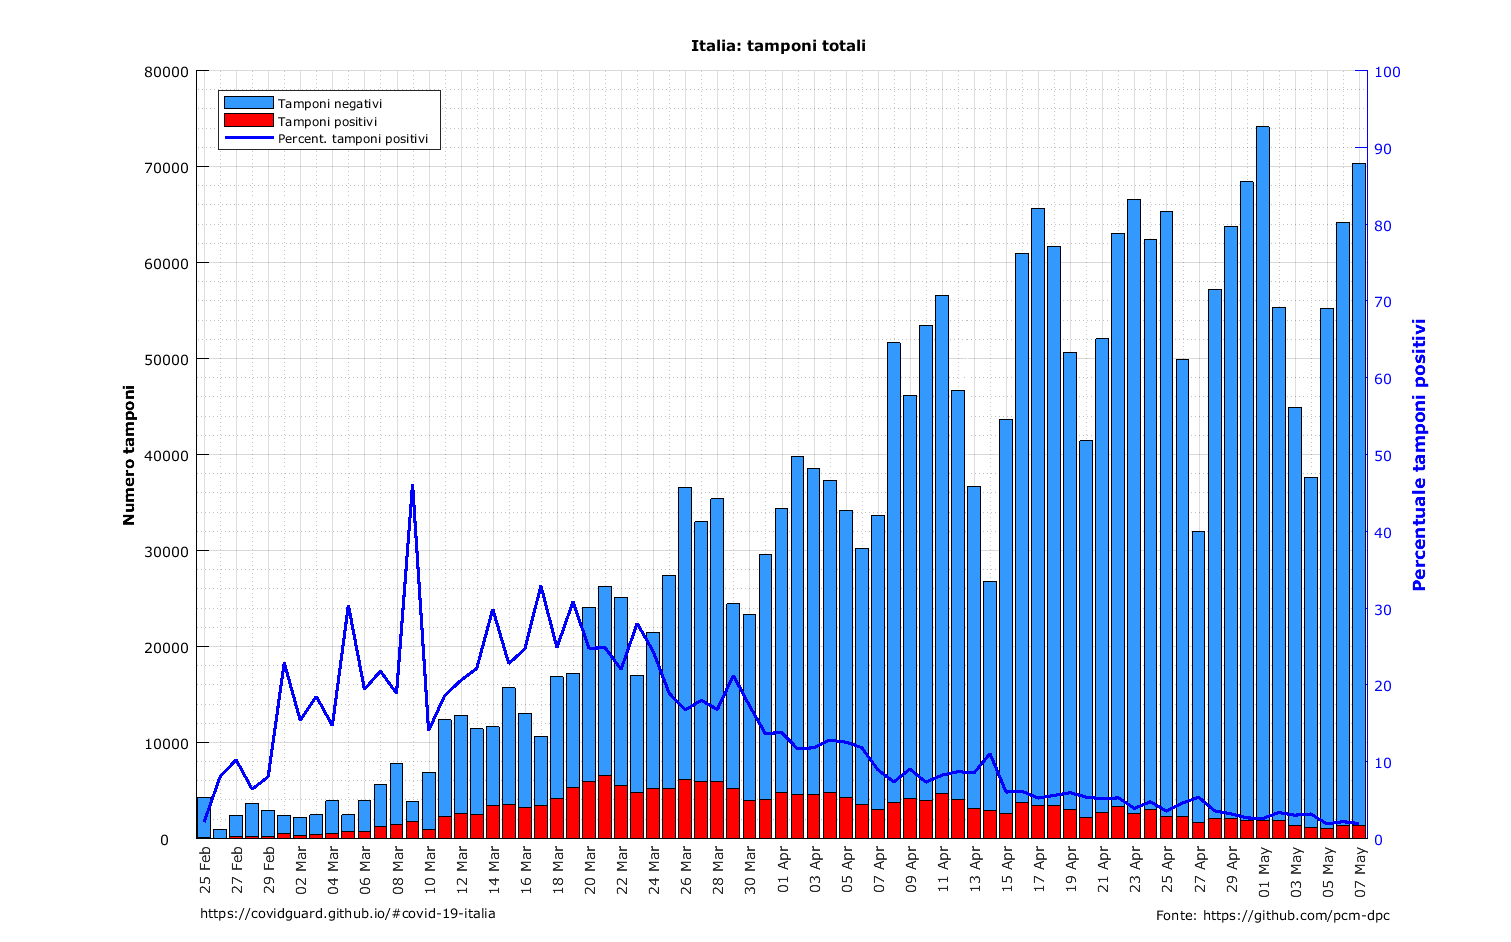 Italia: tamponi totali
Tamponi negativi
Tamponi positivi
Percent. tamponi positivi
Numero tamponi
80000
70000
60000
50000
40000
30000
20000
10000
0
Percentuale tamponi positivi
100
90
80
70
60
50
40
30
20
10
0
25 Feb
27 Feb
29 Feb
02 Mar
04 Mar
06 Mar
08 Mar
10 Mar
12 Mar
14 Mar
16 Mar
18 Mar
20 Mar
22 Mar
24 Mar
26 Mar
28 Mar
30 Mar
01 Apr
03 Apr
05 Apr
07 Apr
09 Apr
11 Apr
13 Apr
15 Apr
17 Apr
19 Apr
21 Apr
23 Apr
25 Apr
27 Apr
29 Apr
01 May
03 May
05 May
07 May
https://covidguard.github.io/#covid-19-italia
Fonte: https://github.com/pcm-dpc